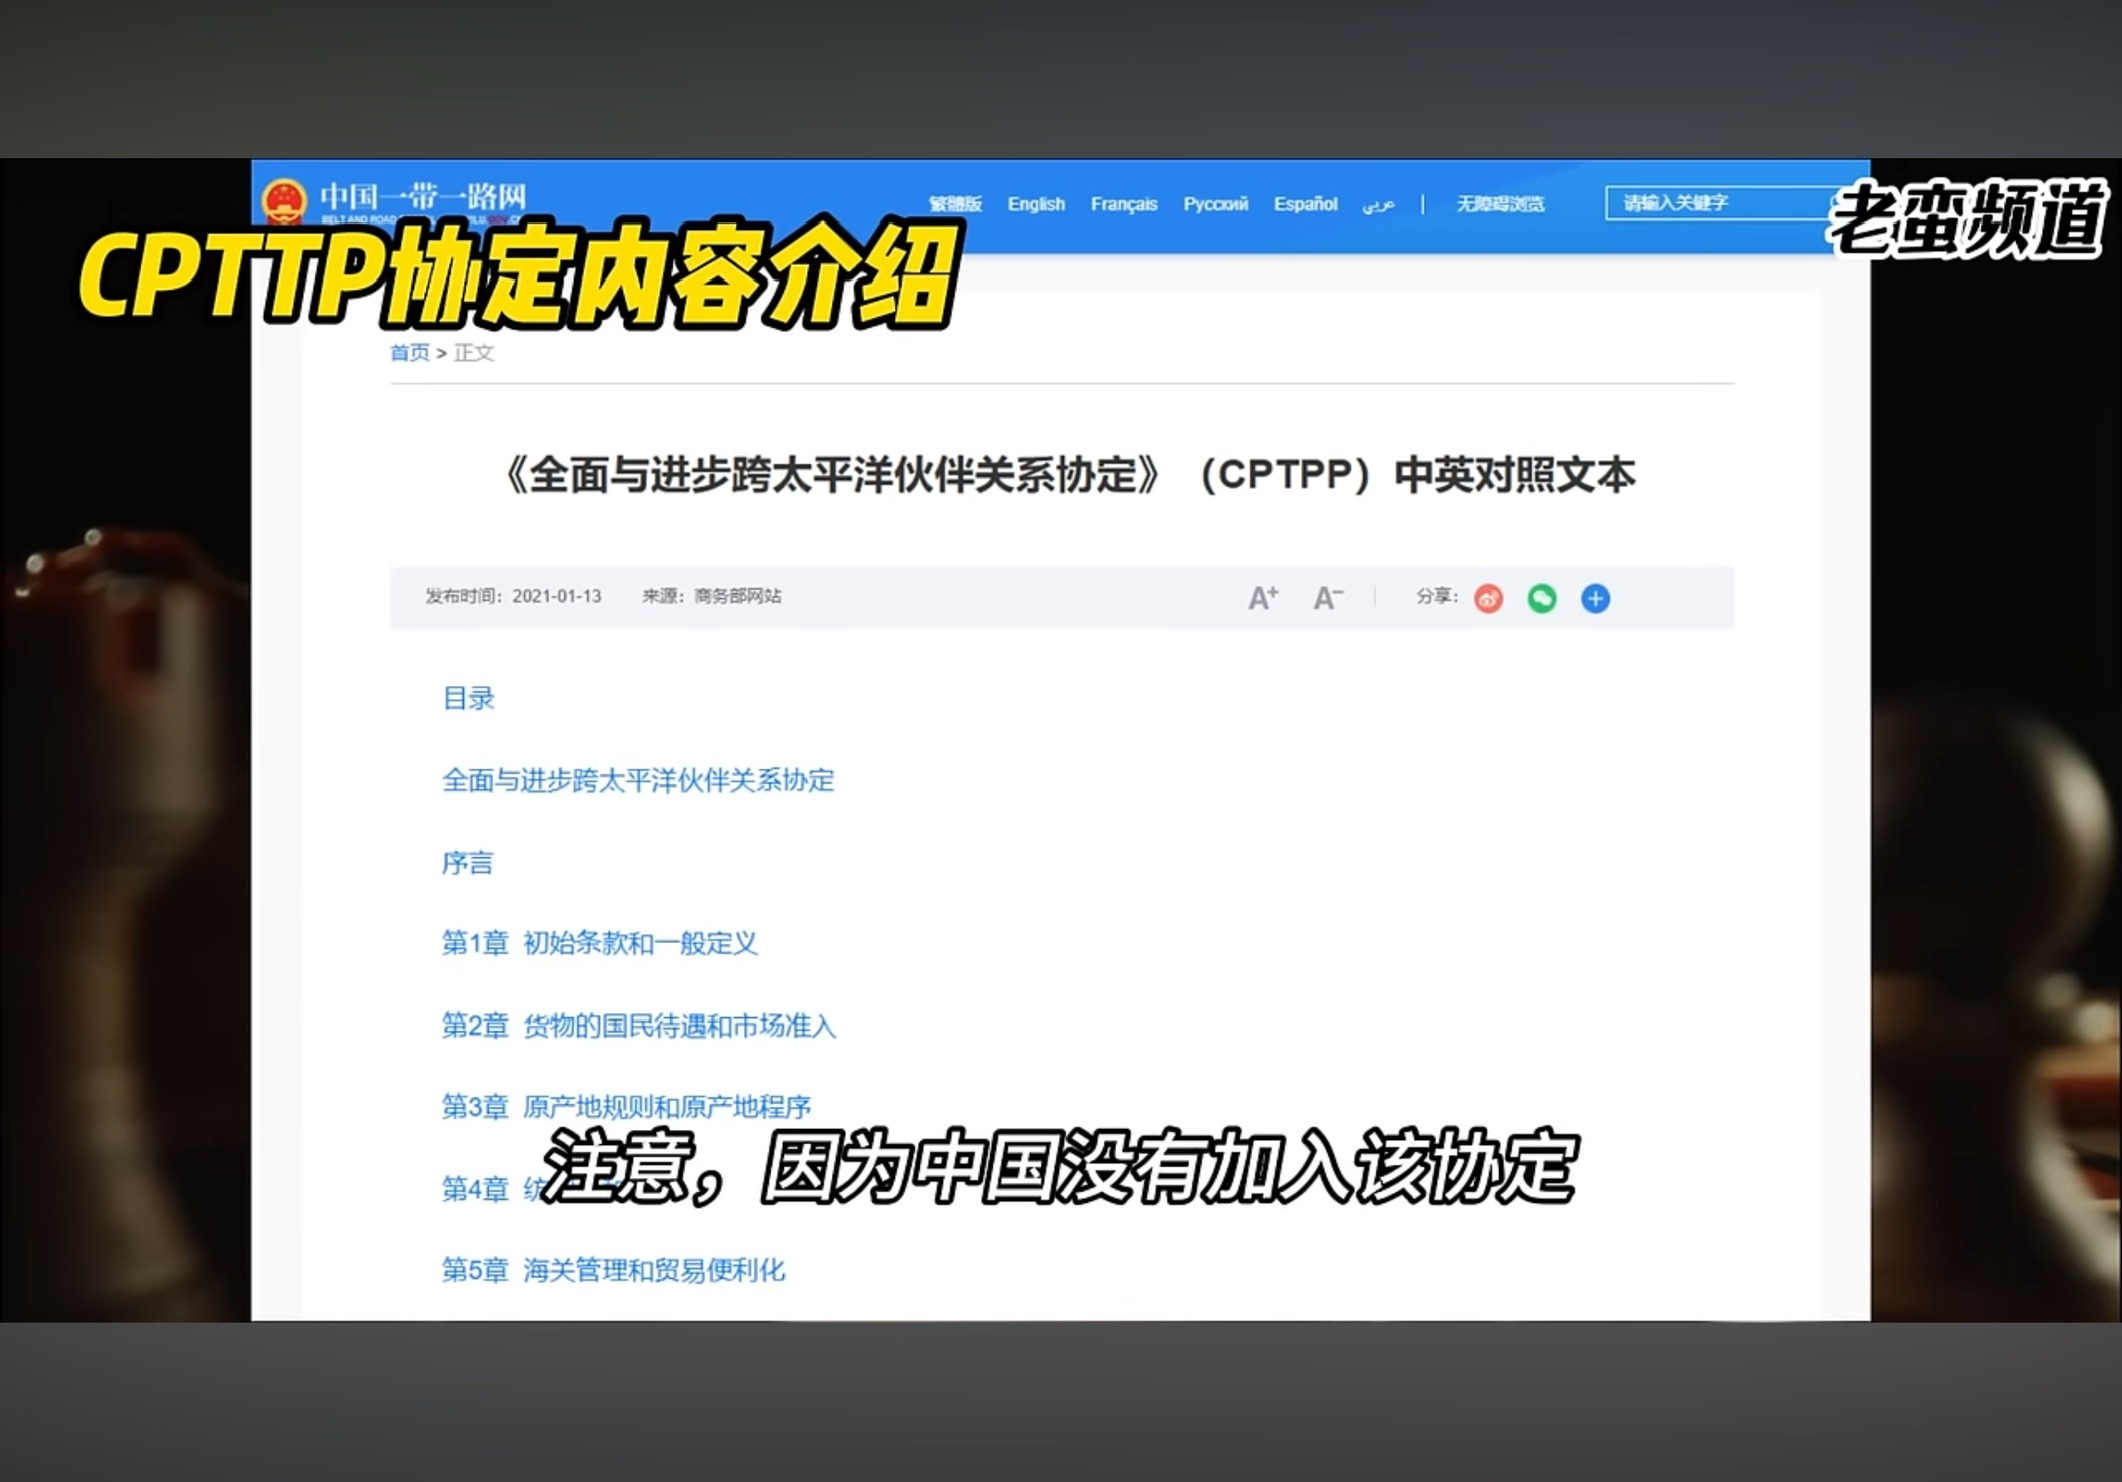 中国一带一路网
繁體版 English Français Русский Español عربي | 无障碍浏览 请输入关键字
老蛮频道
CPTTP协定内容介绍
首页 > 正文
《全面与进步跨太平洋伙伴关系协定》（CPTPP）中英对照文本
发布时间：2021-01-13 来源：商务部网站 A+ A- 分享：
目录
全面与进步跨太平洋伙伴关系协定
序言
第1章 初始条款和一般定义
第2章 货物的国民待遇和市场准入
第3章 原产地规则和原产地程序
第4章
注意，因为中国没有加入该协定
第5章 海关管理和贸易便利化